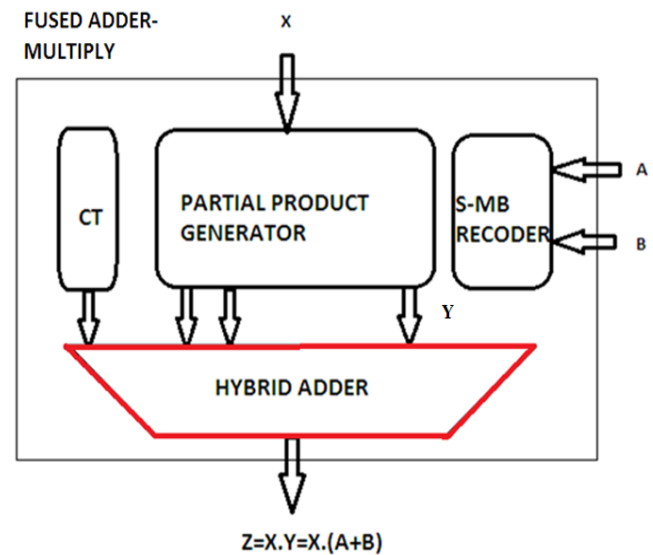 FUSED ADDER-
MULTIPLY
X
CT
PARTIAL PRODUCT
GENERATOR
S-MB
RECODER
A
B
Y
HYBRID ADDER
Z=X.Y=X.(A+B)